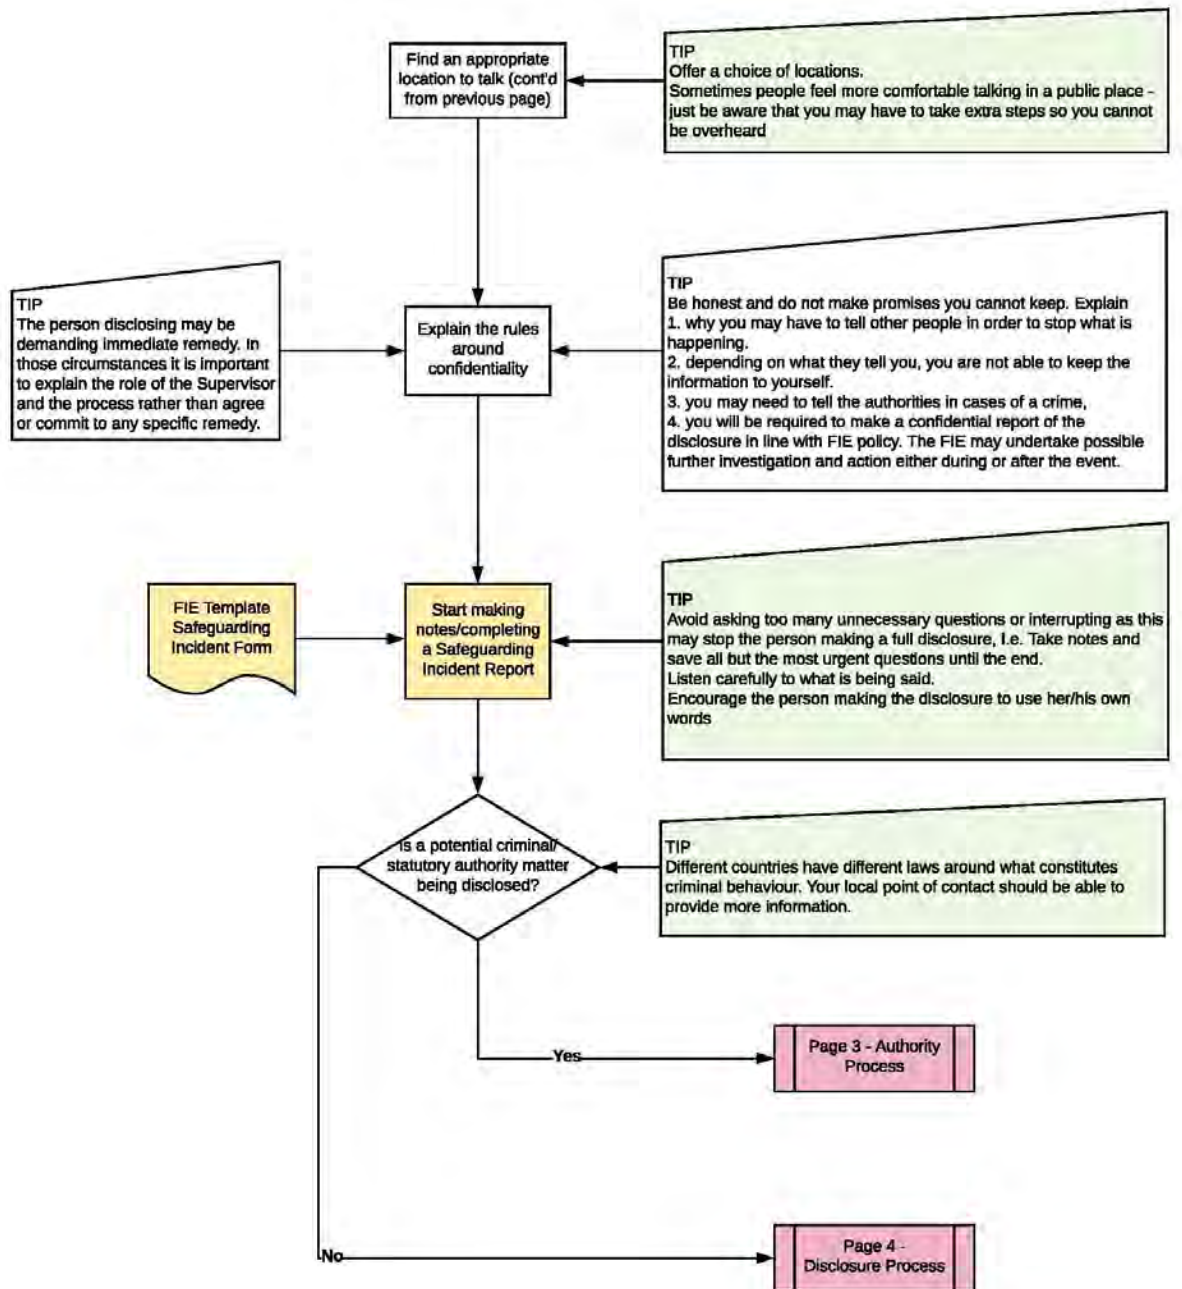 Find an appropriate
location to talk (cont'd
from previous page)
TIP
Offer a choice of locations.
Sometimes people feel more comfortable talking in a public place -
just be aware that you may have to take extra steps so you cannot
be overheard
TIP
The person disclosing may be
demanding immediate remedy. In
those circumstances it is important
to explain the role of the Supervisor
and the process rather than agree
or commit to any specific remedy.
Explain the rules
around
confidentiality
TIP
Be honest and do not make promises you cannot keep. Explain
1. why you may have to tell other people in order to stop what is
happening.
2. depending on what they tell you, you are not able to keep the
information to yourself.
3. you may need to tell the authorities in cases of a crime,
4. you will be required to make a confidential report of the
disclosure in line with FIE policy. The FIE may undertake possible
further investigation and action either during or after the event.
FIE Template
Safeguarding
Incident Form
Start making
notes/completing
a Safeguarding
Incident Report
TIP
Avoid asking too many unnecessary questions or interrupting as this
may stop the person making a full disclosure, I.e. Take notes and
save all but the most urgent questions until the end.
Listen carefully to what is being said.
Encourage the person making the disclosure to use her/his own
words
Is a potential criminal/
statutory authority matter
being disclosed?
TIP
Different countries have different laws around what constitutes
criminal behaviour. Your local point of contact should be able to
provide more information.
Yes
Page 3 - Authority
Process
No
Page 4 -
Disclosure Process